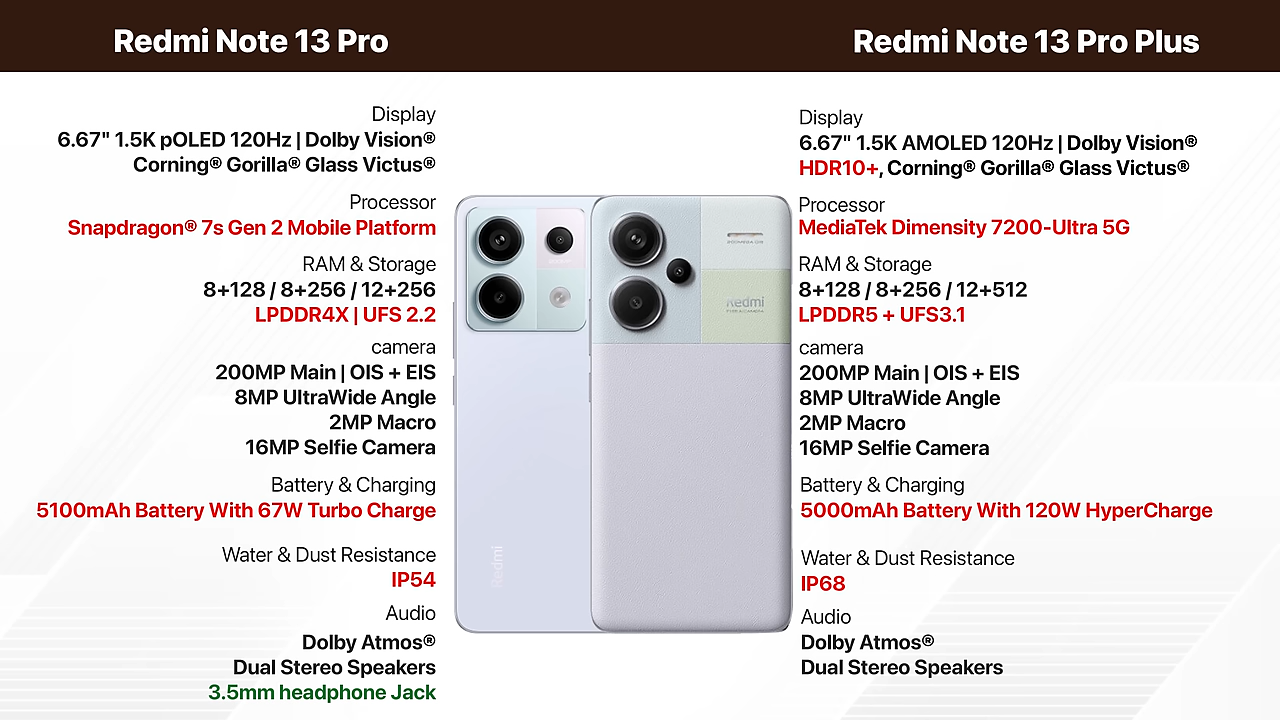 Redmi Note 13 Pro
Display
6.67" 1.5K pOLED 120Hz | Dolby Vision®
Corning® Gorilla® Glass Victus®
Processor
Snapdragon® 7s Gen 2 Mobile Platform
RAM & Storage
8+128 / 8+256 / 12+256
LPDDR4X | UFS 2.2
camera
200MP Main | OIS + EIS
8MP UltraWide Angle
2MP Macro
16MP Selfie Camera
Battery & Charging
5100mAh Battery With 67W Turbo Charge
Water & Dust Resistance
IP54
Audio
Dolby Atmos®
Dual Stereo Speakers
3.5mm headphone Jack
Redmi
Redmi
Redmi Note 13 Pro Plus
Display
6.67" 1.5K AMOLED 120Hz | Dolby Vision®
HDR10+, Corning® Gorilla® Glass Victus®
Processor
MediaTek Dimensity 7200-Ultra 5G
RAM & Storage
8+128 / 8+256 / 12+512
LPDDR5 + UFS3.1
camera
200MP Main | OIS + EIS
8MP UltraWide Angle
2MP Macro
16MP Selfie Camera
Battery & Charging
5000mAh Battery With 120W HyperCharge
Water & Dust Resistance
IP68
Audio
Dolby Atmos®
Dual Stereo Speakers